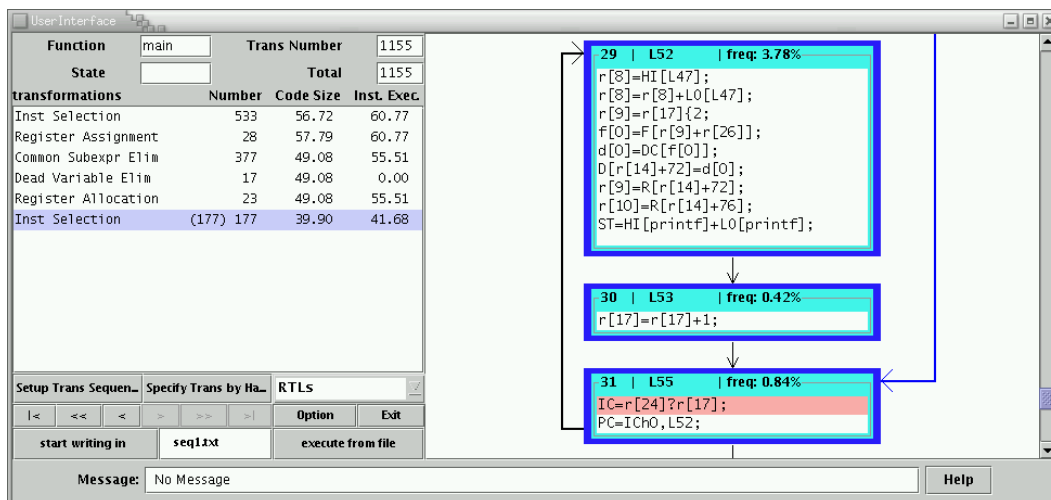 UserInterface
Function main Trans Number 1155
State Total 1155
transformations Number Code Size Inst. Exec.
Inst Selection 533 56.72 60.77
Register Assignment 28 57.79 60.77
Common Subexpr Elim 377 49.08 55.51
Dead Variable Elim 17 49.08 0.00
Register Allocation 23 49.08 55.51
Inst Selection (177) 177 39.90 41.68
Setup Trans Sequen... Specify Trans by Ha... RTLs
|< << < > >> >| Option Exit
start writing in seq1.txt execute from file
29 | L52 | freq: 3.78%
r[8]=HI[L47];
r[8]=r[8]+LO[L47];
r[9]=r[17]{2;
f[0]=F[r[9]+r[26]];
d[0]=DC[f[0]];
D[r[14]+72]=d[0];
r[9]=R[r[14]+72];
r[10]=R[r[14]+76];
ST=HI[printf]+LO[printf];
30 | L53 | freq: 0.42%
r[17]=r[17]+1;
31 | L55 | freq: 0.84%
IC=r[24]?r[17];
PC=ICh0,L52;
Message: No Message Help